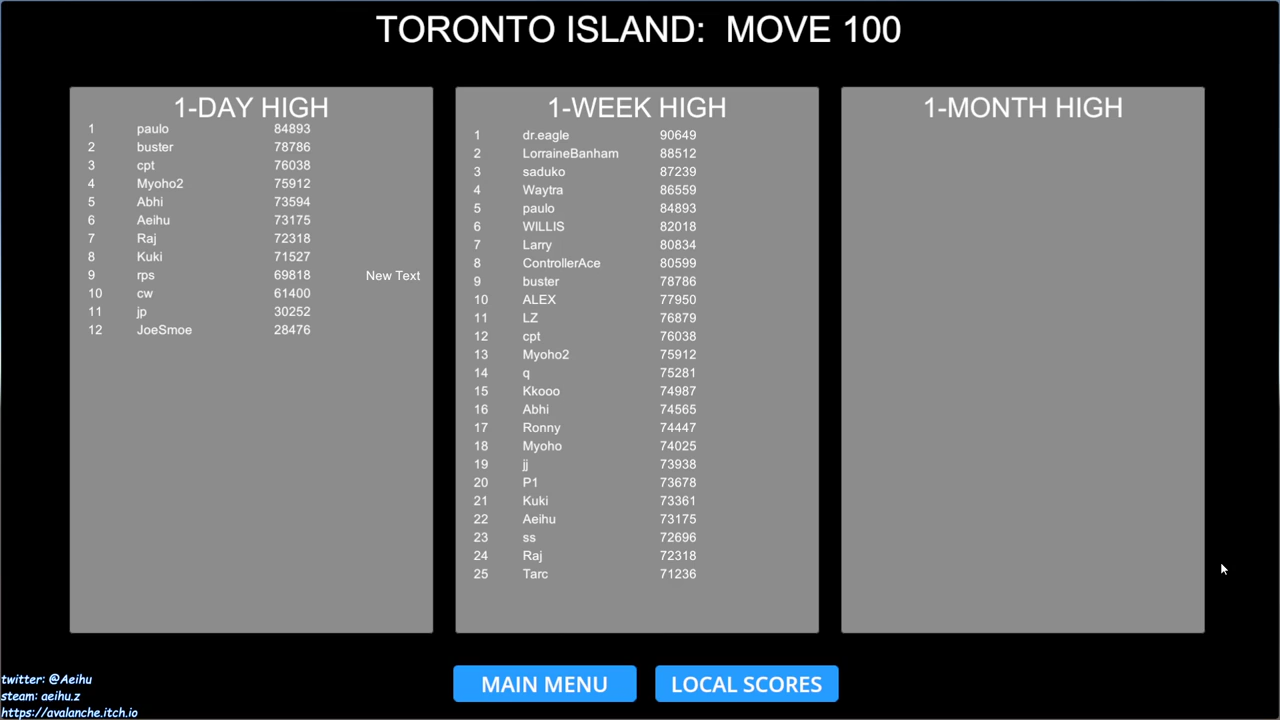 TORONTO ISLAND: MOVE 100
1-DAY HIGH
1 paulo 84893
2 buster 78786
3 cpt 76038
4 Myoho2 75912
5 Abhi 73594
6 Aeihu 73175
7 Raj 72318
8 Kuki 71527
9 rps 69818 New Text
10 cw 61400
11 jp 30252
12 JoeSmoe 28476
1-WEEK HIGH
1 dr.eagle 90649
2 LorraineBanham 88512
3 saduko 87239
4 Waytra 86559
5 paulo 84893
6 WILLIS 82018
7 Larry 80834
8 ControllerAce 80599
9 buster 78786
10 ALEX 77950
11 LZ 76879
12 cpt 76038
13 Myoho2 75912
14 q 75281
15 Kkooo 74987
16 Abhi 74565
17 Ronny 74447
18 Myoho 74025
19 jj 73938
20 P1 73678
21 Kuki 73361
22 Aeihu 73175
23 ss 72696
24 Raj 72318
25 Tarc 71236
1-MONTH HIGH
MAIN MENU
LOCAL SCORES
twitter: @Aeihu
steam: aeihu.z
https://avalanche.itch.io